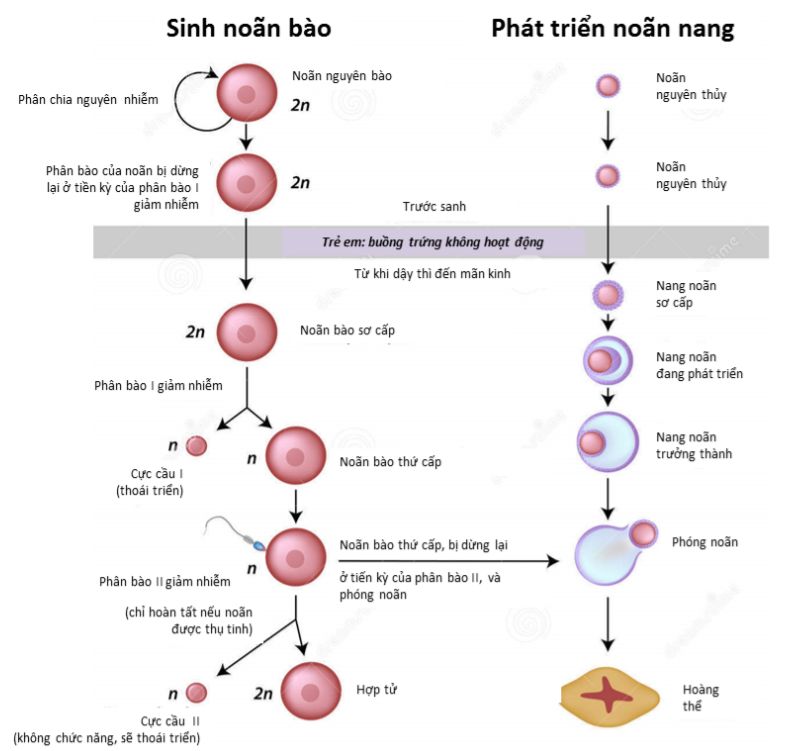 Sinh noãn bào
Phát triển noãn nang
Noãn nguyên bào
2n
Phân chia nguyên nhiễm
Noãn
nguyên thủy
Phân bào của noãn bị dừng
lại ở tiền kỳ của phân bào I
giảm nhiễm
2n
Noãn
nguyên thủy
Trước sanh
Trẻ em: buồng trứng không hoạt động
Từ khi dậy thì đến mãn kinh
Nang noãn
sơ cấp
2n
Noãn bào sơ cấp
Nang noãn
đang phát triển
Phân bào I giảm nhiễm
n
Cực cầu I
(thoái triển)
n
Noãn bào thứ cấp
Nang noãn
trưởng thành
Noãn bào thứ cấp, bị dừng lại
ở tiến kỳ của phân bào II, và
phóng noãn
Phóng noãn
n
Phân bào II giảm nhiễm
(chỉ hoàn tất nếu noãn
được thụ tinh)
n
Cực cầu II
(không chức năng, sẽ thoái triển)
2n
Hợp tử
Hoàng
thể